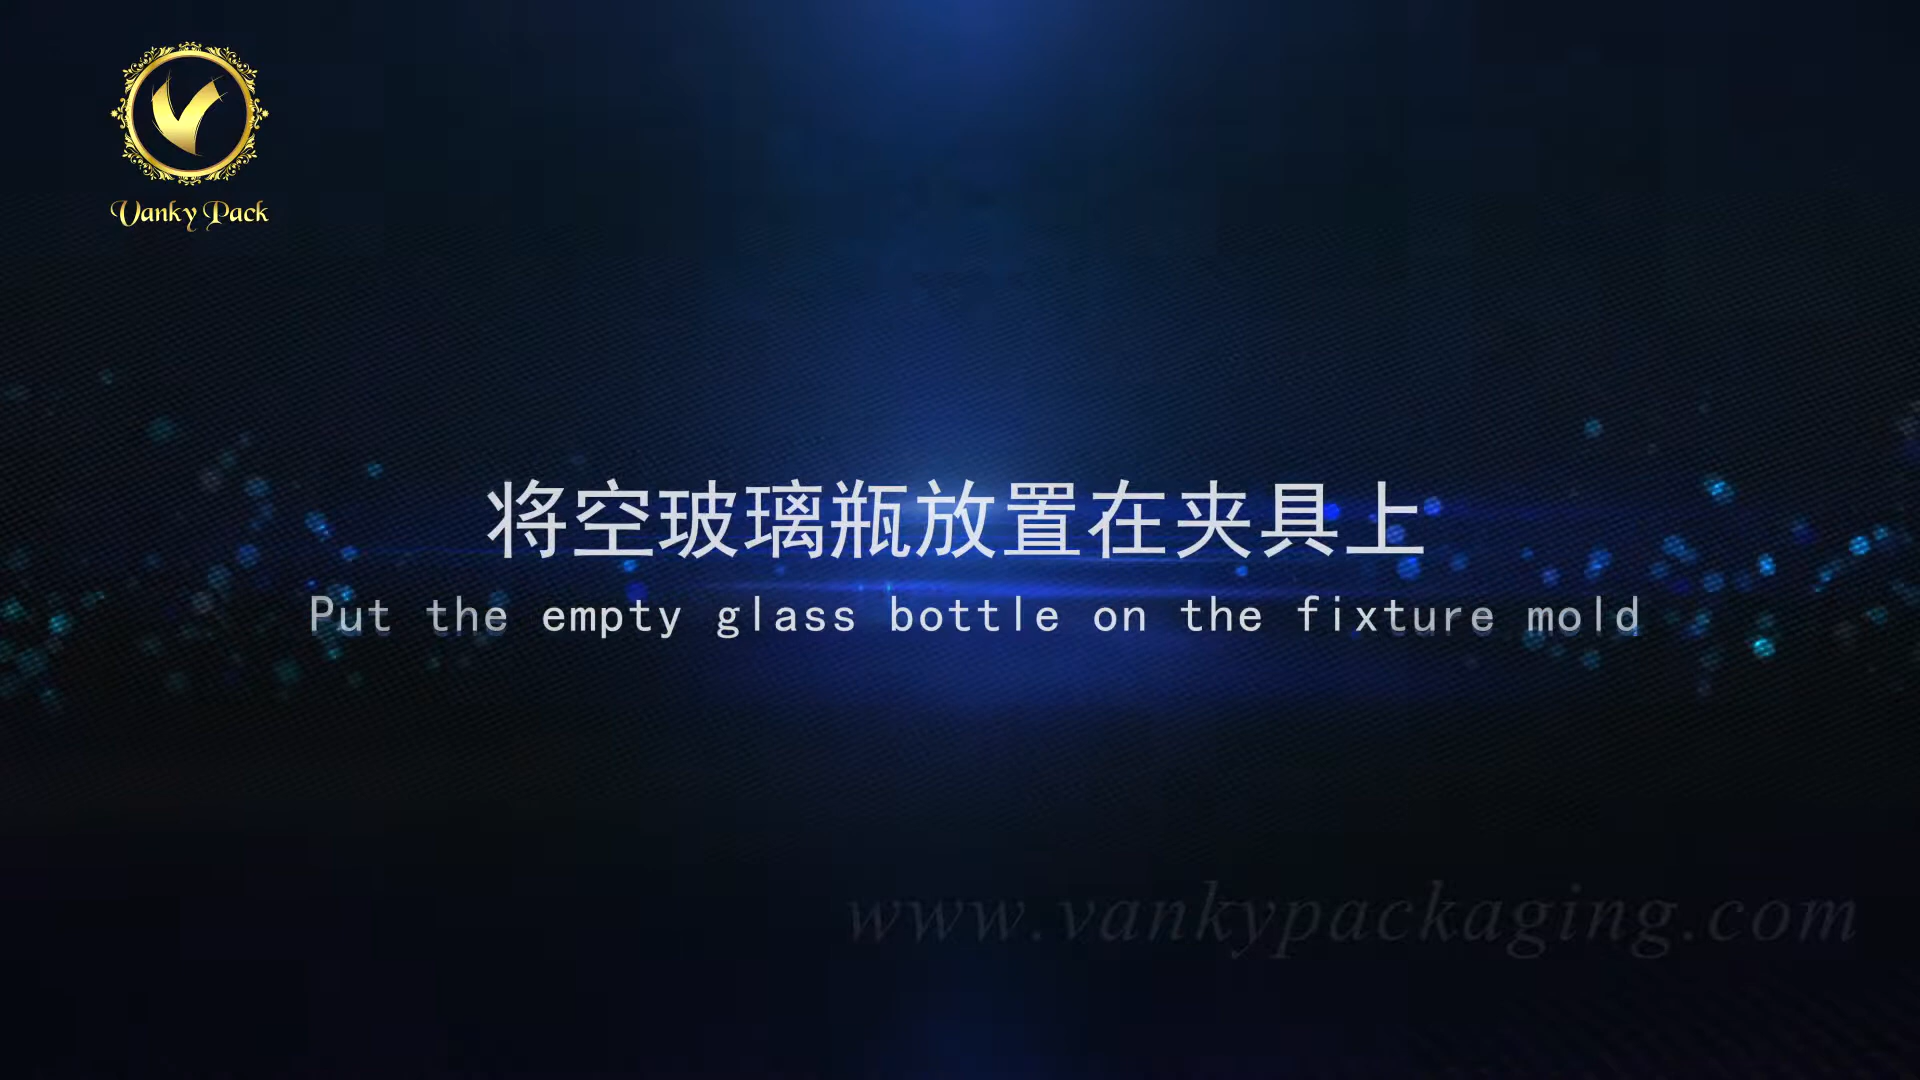 Vanky Pack
将空玻璃瓶放置在夹具上
Put the empty glass bottle on the fixture mold
www.vankypackaging.com